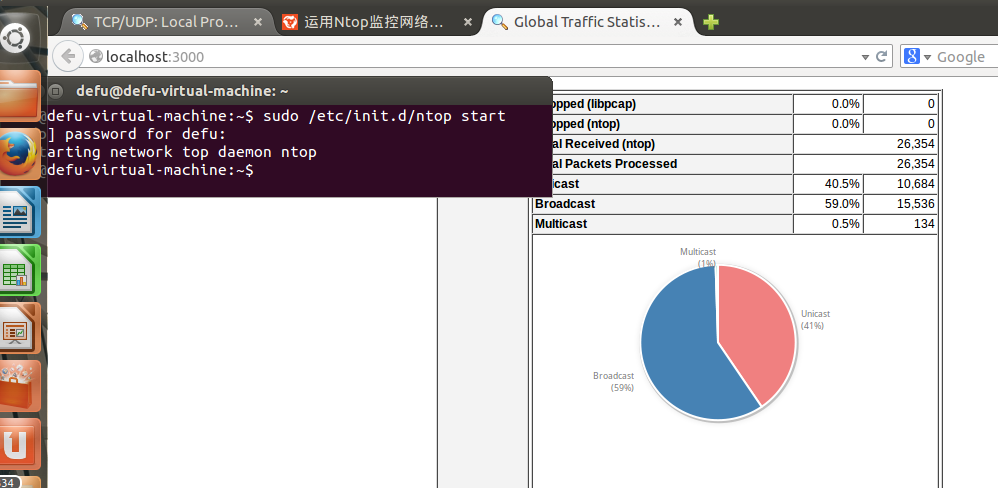 TCP/UDP: Local Pro...
运用Ntop监控网络...
Global Traffic Statis...
localhost:3000
Google
defu@defu-virtual-machine: ~
defu-virtual-machine:~$ sudo /etc/init.d/ntop start
] password for defu:
arting network top daemon ntop
defu-virtual-machine:~$
opped (libpcap) 0.0% 0
opped (ntop) 0.0% 0
al Received (ntop) 26,354
al Packets Processed 26,354
icast 40.5% 10,684
Broadcast 59.0% 15,536
Multicast 0.5% 134
Multicast
(1%)
Unicast
(41%)
Broadcast
(59%)
534